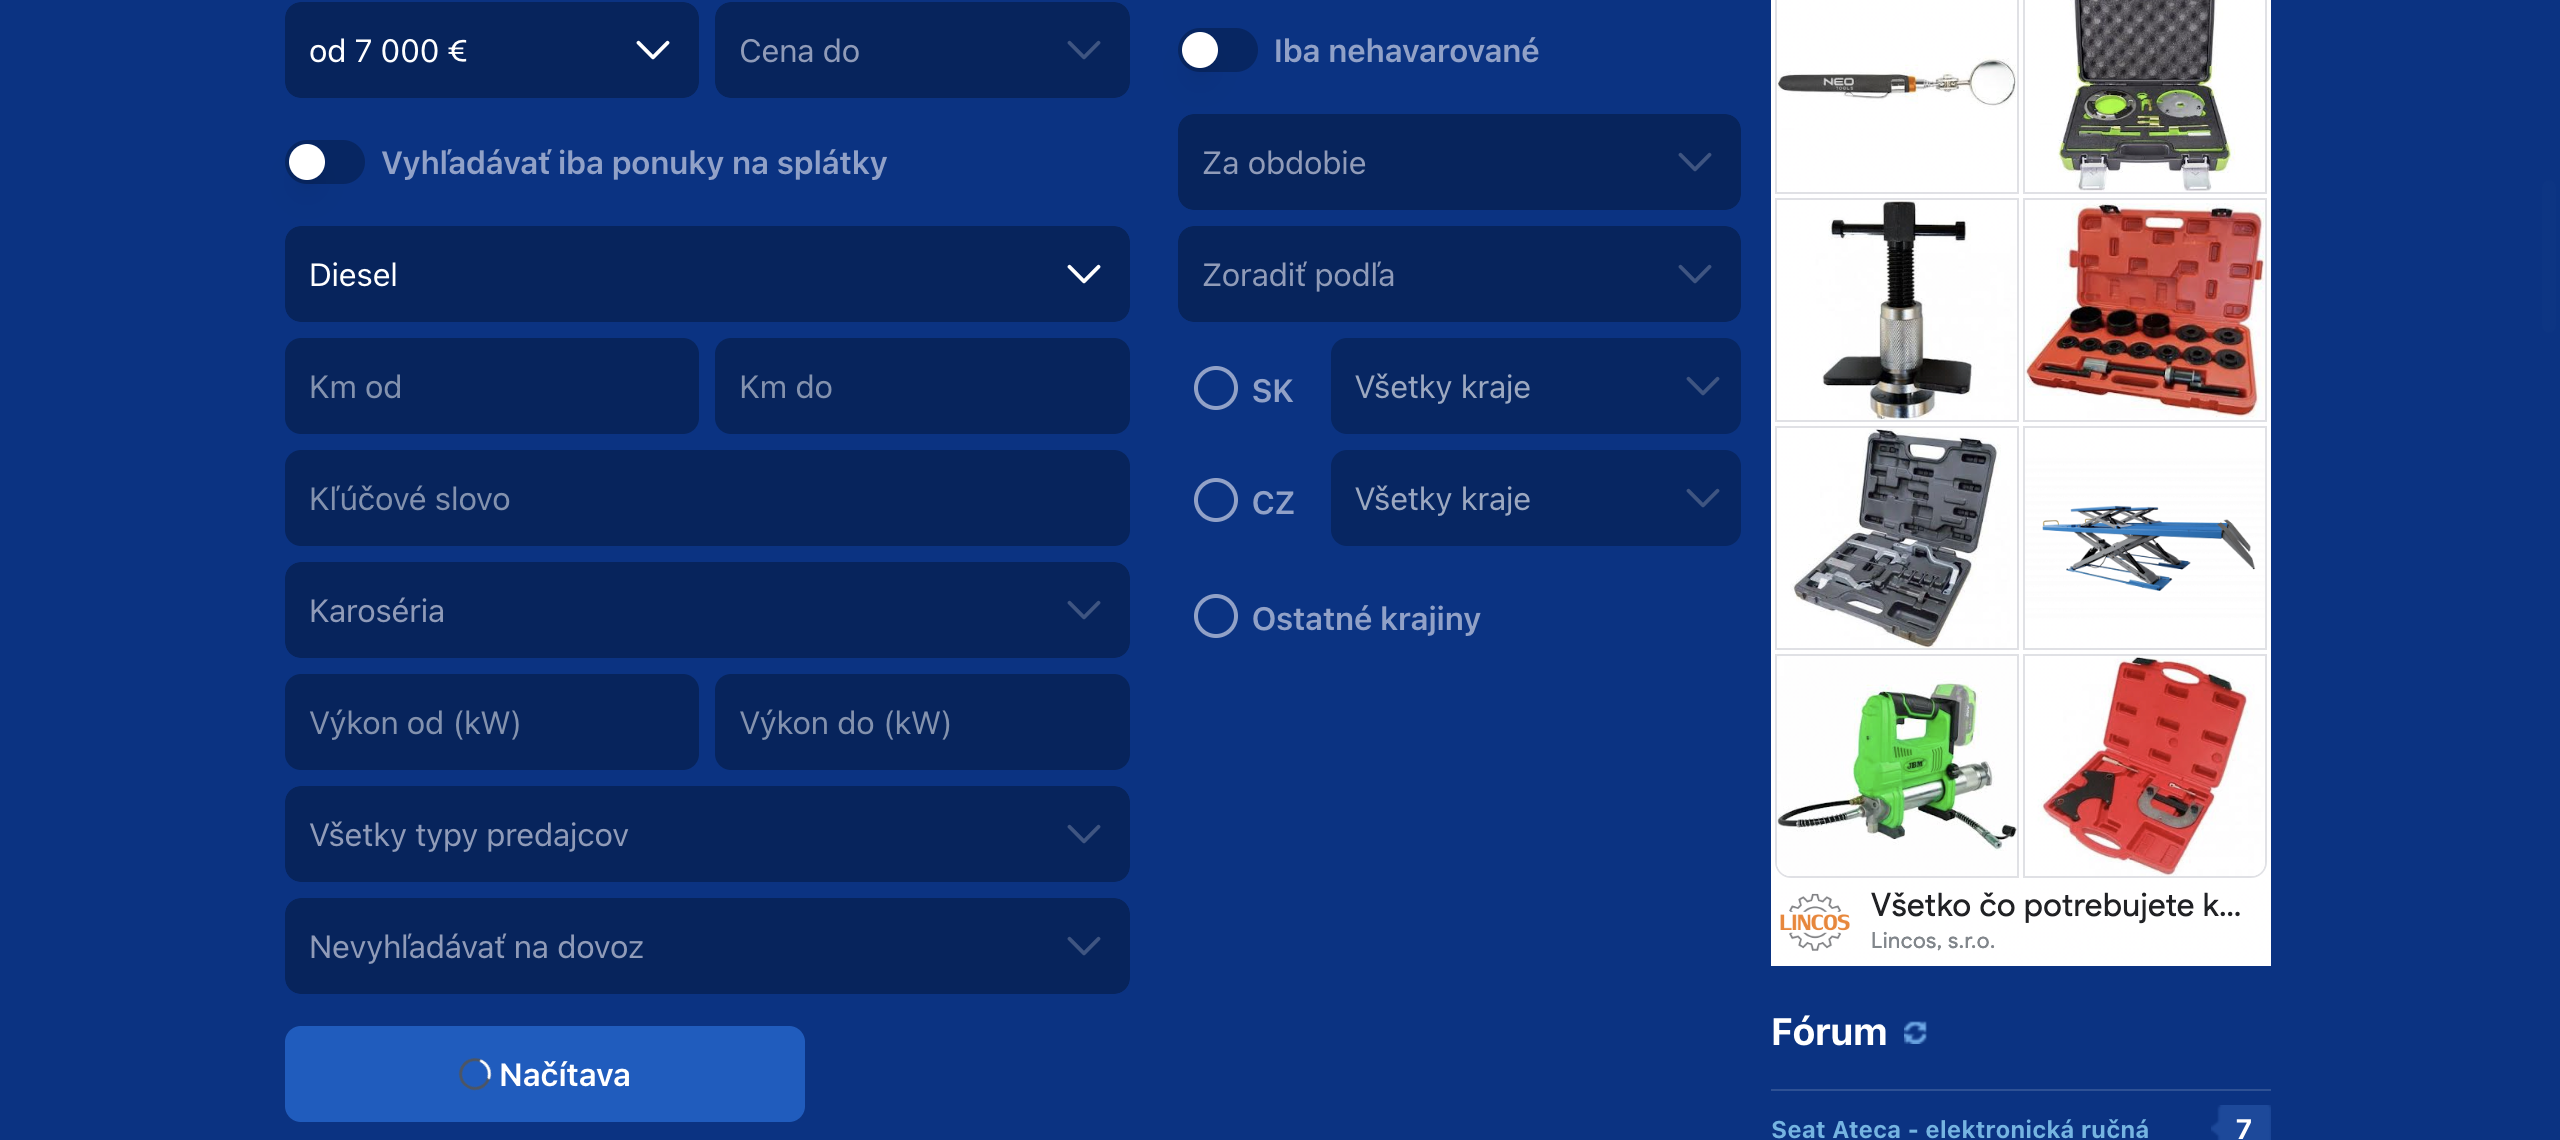 od 7 000 €
Cena do
Vyhľadávať iba ponuky na splátky
Diesel
Km od
Km do
Kľúčové slovo
Karoséria
Výkon od (kW)
Výkon do (kW)
Všetky typy predajcov
Nevyhľadávať na dovoz
Načítava
Iba nehavarované
Za obdobie
Zoradiť podľa
SK
Všetky kraje
CZ
Všetky kraje
Ostatné krajiny
NEO
TOOLS
JBM
LINCOS
Všetko čo potrebujete k...
Lincos, s.r.o.
Fórum
Seat Ateca - elektronická ručná
7